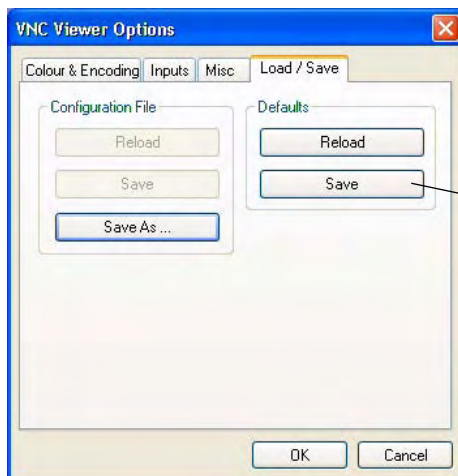 VNC Viewer Options
Colour & Encoding Inputs Misc Load / Save
Configuration File
Reload
Save
Save As ...
Defaults
Reload
Save
OK Cancel